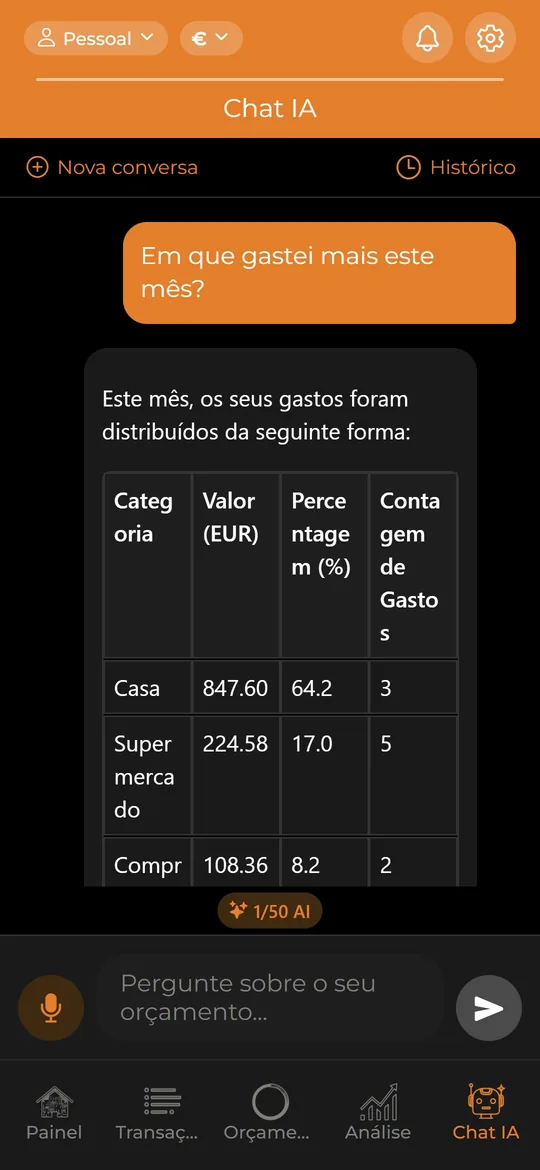 Pessoal €
Chat IA
Nova conversa Histórico
Em que gastei mais este
mês?
Este mês, os seus gastos foram
distribuídos da seguinte forma:
Categ Valor Perce Conta
oria (EUR) ntage gem
m (%) de
Gasto
s
Casa 847.60 64.2 3
Super 224.58 17.0 5
merca
do
Compr 108.36 8.2 2
1/50 AI
Pergunte sobre o seu
orçamento...
Painel Transaç... Orçame... Análise Chat IA